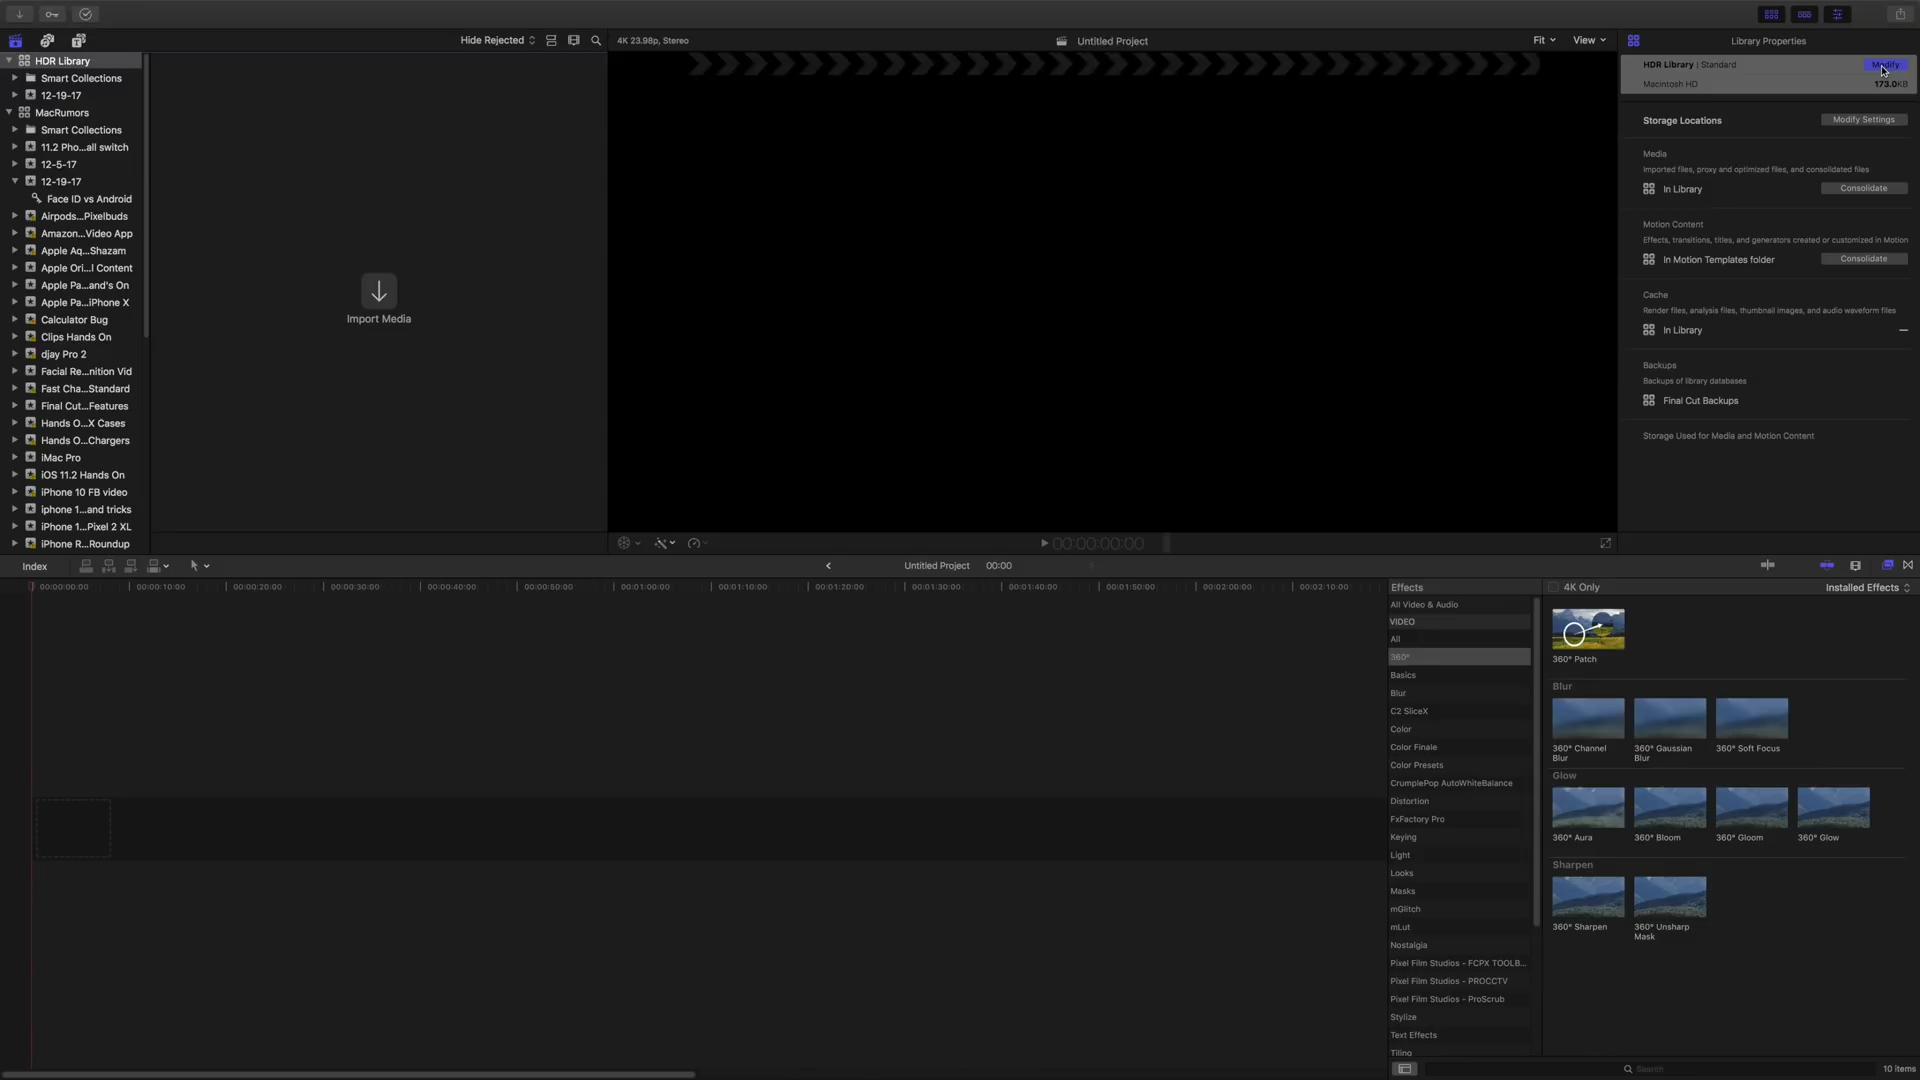 Hide Rejected
4K 23.98p, Stereo
Untitled Project
Fit
View
Library Properties
HDR Library
Smart Collections
12-19-17
MacRumors
Smart Collections
11.2 Pho...all switch
12-5-17
12-19-17
Face ID vs Android
Airpods...Pixelbuds
Amazon...Video App
Apple Aq...Shazam
Apple Ori...l Content
Apple Pa...and's On
Apple Pa...iPhone X
Calculator Bug
Clips Hands On
djay Pro 2
Facial Re...nition Vid
Fast Cha...Standard
Final Cut...Features
Hands O...X Cases
Hands O...Chargers
iMac Pro
iOS 11.2 Hands On
iPhone 10 FB video
iphone 1...and tricks
iPhone 1...Pixel 2 XL
iPhone R...Roundup
Import Media
00:00:00:00
HDR Library | Standard
Modify
Macintosh HD
173.0KB
Storage Locations
Modify Settings
Media
Imported files, proxy and optimized files, and consolidated files
In Library
Consolidate
Motion Content
Effects, transitions, titles, and generators created or customized in Motion
In Motion Templates folder
Consolidate
Cache
Render files, analysis files, thumbnail images, and audio waveform files
In Library
Backups
Backups of library databases
Final Cut Backups
Storage Used for Media and Motion Content
Index
Untitled Project
00:00
00:00:00:00
00:00:10:00
00:00:20:00
00:00:30:00
00:00:40:00
00:00:50:00
00:01:00:00
00:01:10:00
00:01:20:00
00:01:30:00
00:01:40:00
00:01:50:00
00:02:00:00
00:02:10:00
Effects
All Video & Audio
VIDEO
All
360°
Basics
Blur
C2 SliceX
Color
Color Finale
Color Presets
CrumplePop AutoWhiteBalance
Distortion
FxFactory Pro
Keying
Light
Looks
Masks
mGlitch
mLut
Nostalgia
Pixel Film Studios - FCPX TOOLB...
Pixel Film Studios - PROCCTV
Pixel Film Studios - ProScrub
Stylize
Text Effects
Tiling
4K Only
Installed Effects
360° Patch
Blur
360° Channel Blur
360° Gaussian Blur
360° Soft Focus
Glow
360° Aura
360° Bloom
360° Gloom
360° Glow
Sharpen
360° Sharpen
360° Unsharp Mask
Search
10 items